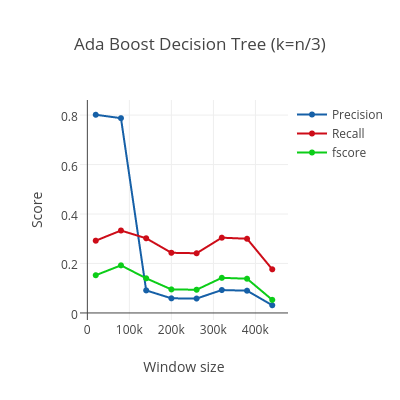 Ada Boost Decision Tree (k=n/3)
Precision
Recall
fscore
0.8
0.6
0.4
0.2
0
Score
0 100k 200k 300k 400k
Window size